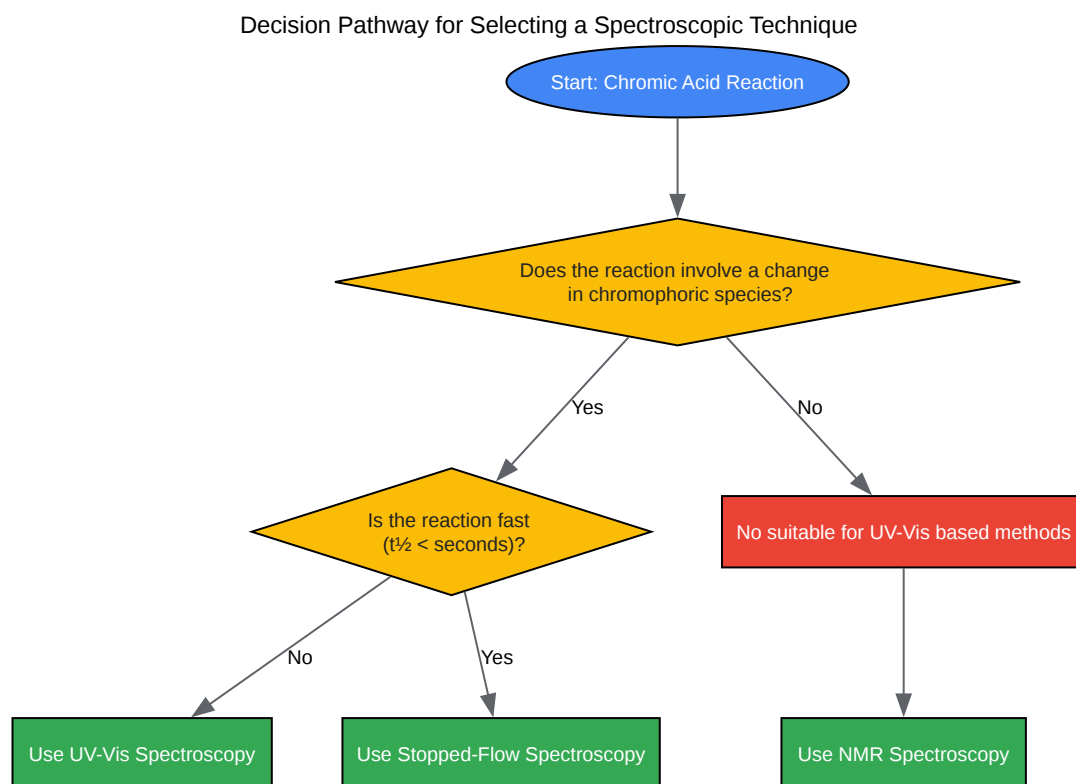 Decision Pathway for Selecting a Spectroscopic Technique
Start: Chromic Acid Reaction
Does the reaction involve a change
in chromophoric species?
Yes
No
Is the reaction fast
(t½ < seconds)?
No suitable for UV-Vis based methods
No
Yes
Use UV-Vis Spectroscopy
Use Stopped-Flow Spectroscopy
Use NMR Spectroscopy